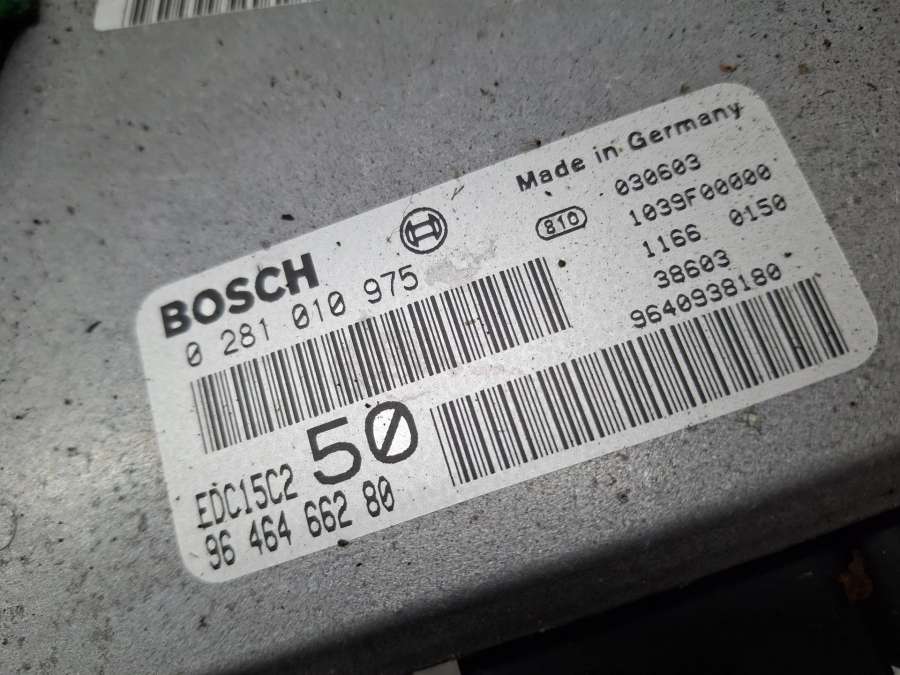 Made in Germany
BOSCH
0 281 010 975
810
030603
1039F00000
1166 0150
38603
9640938180
EDC15C2
50
96 464 662 80